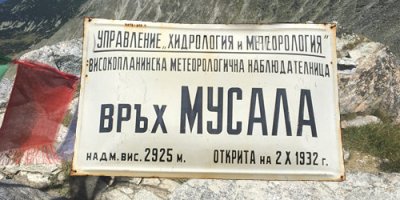 УПРАВЛЕНИЕ „ХИДРОЛОГИЯ и МЕТЕОРОЛОГИЯ"
ВИСОКОПЛАНИНСКА МЕТЕОРОЛОГИЧНА НАБЛЮДАТЕЛНИЦА
ВРЪХ МУСАЛА
НАДМ. ВИС. 2925 М. ОТКРИТА НА 2 X 1932 Г.